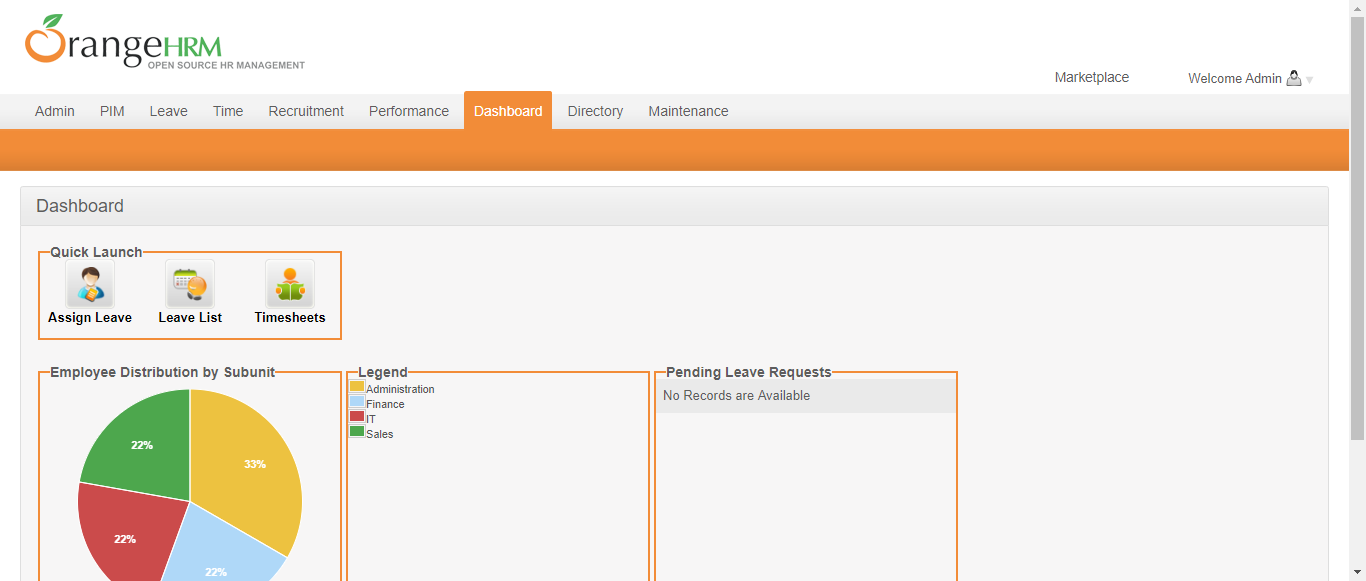 OrangeHRM
OPEN SOURCE HR MANAGEMENT
Marketplace Welcome Admin
Admin PIM Leave Time Recruitment Performance Dashboard Directory Maintenance
Dashboard
Quick Launch
Assign Leave Leave List Timesheets
Employee Distribution by Subunit
22%
33%
22%
22%
Legend
Administration
Finance
IT
Sales
Pending Leave Requests
No Records are Available